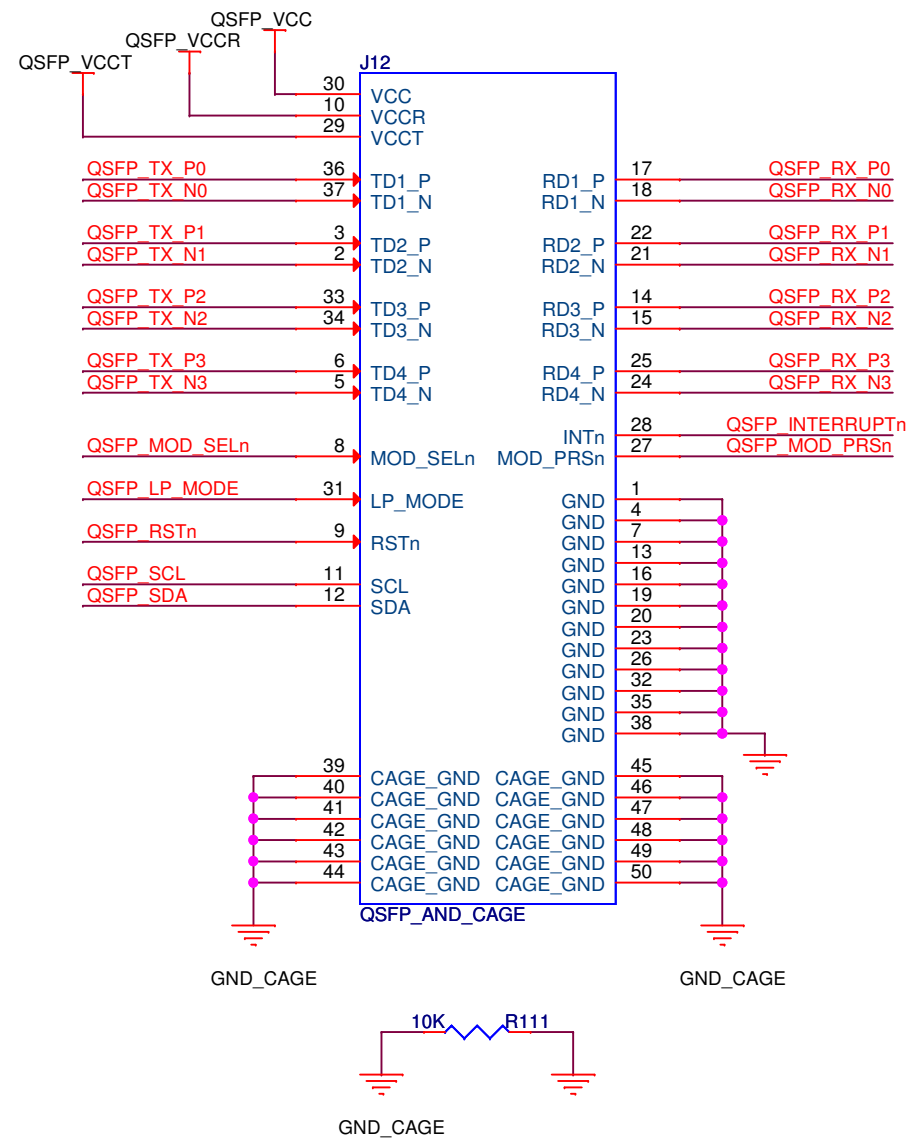 QSFP_VCC
QSFP_VCCR
QSFP_VCCT
J12
30 VCC
10 VCCR
29 VCCT
QSFP_TX_P0 36 TD1_P RD1_P 17 QSFP_RX_P0
QSFP_TX_N0 37 TD1_N RD1_N 18 QSFP_RX_N0
QSFP_TX_P1 3 TD2_P RD2_P 22 QSFP_RX_P1
QSFP_TX_N1 2 TD2_N RD2_N 21 QSFP_RX_N1
QSFP_TX_P2 33 TD3_P RD3_P 14 QSFP_RX_P2
QSFP_TX_N2 34 TD3_N RD3_N 15 QSFP_RX_N2
QSFP_TX_P3 6 TD4_P RD4_P 25 QSFP_RX_P3
QSFP_TX_N3 5 TD4_N RD4_N 24 QSFP_RX_N3
INTn 28 QSFP_INTERRUPTn
QSFP_MOD_SELn 8 MOD_SELn MOD_PRSn 27 QSFP_MOD_PRSn
QSFP_LP_MODE 31 LP_MODE GND 1
GND 4
QSFP_RSTn 9 RSTn GND 7
GND 13
QSFP_SCL 11 SCL GND 16
QSFP_SDA 12 SDA GND 19
GND 20
GND 23
GND 26
GND 32
GND 35
GND 38
39 CAGE_GND CAGE_GND 45
40 CAGE_GND CAGE_GND 46
41 CAGE_GND CAGE_GND 47
42 CAGE_GND CAGE_GND 48
43 CAGE_GND CAGE_GND 49
44 CAGE_GND CAGE_GND 50
QSFP_AND_CAGE
GND_CAGE GND_CAGE
10K R111
GND_CAGE